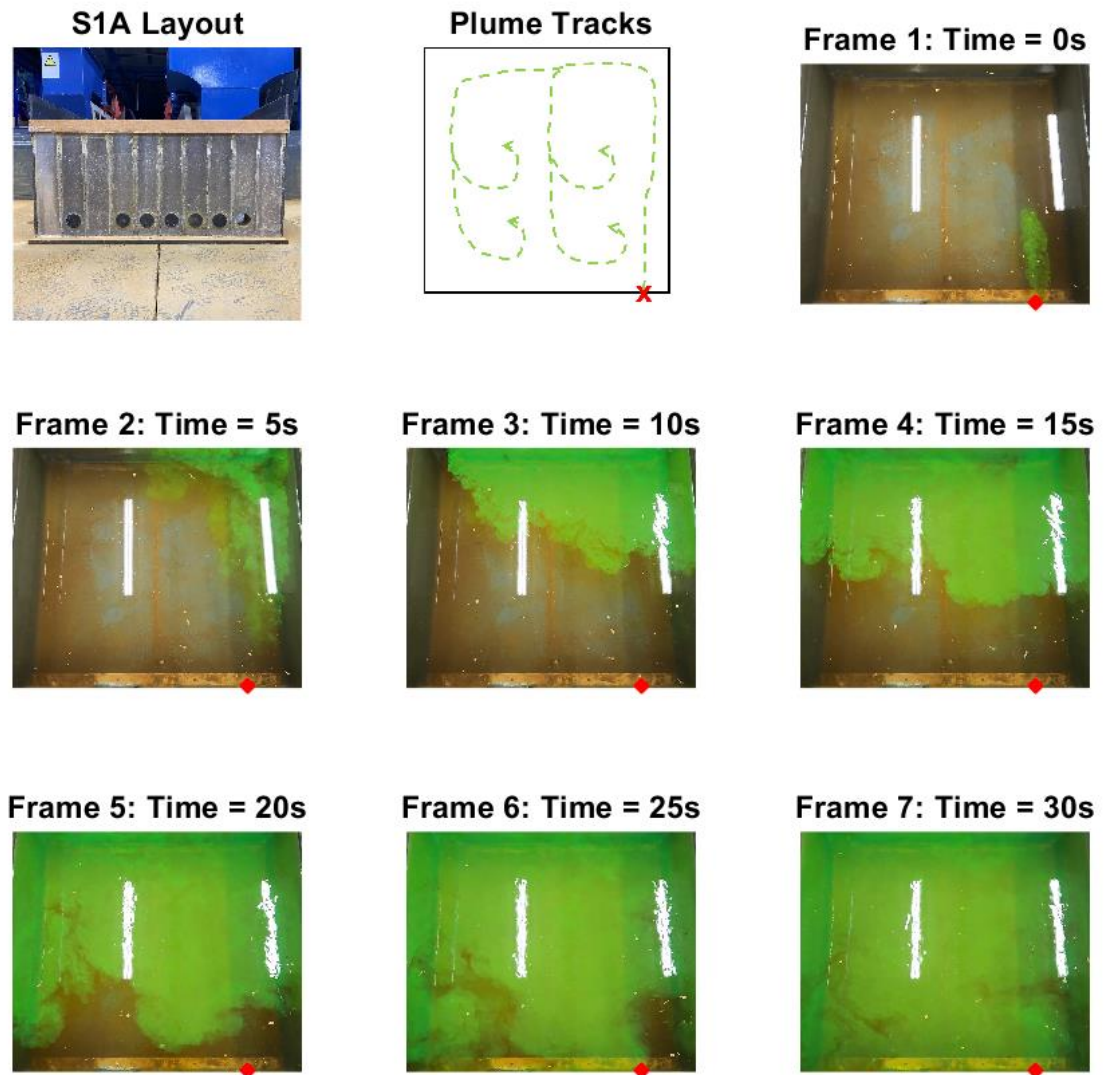 S1A Layout
Plume Tracks
Frame 1: Time = 0s
X
Frame 2: Time = 5s
Frame 3: Time = 10s
Frame 4: Time = 15s
Frame 5: Time = 20s
Frame 6: Time = 25s
Frame 7: Time = 30s